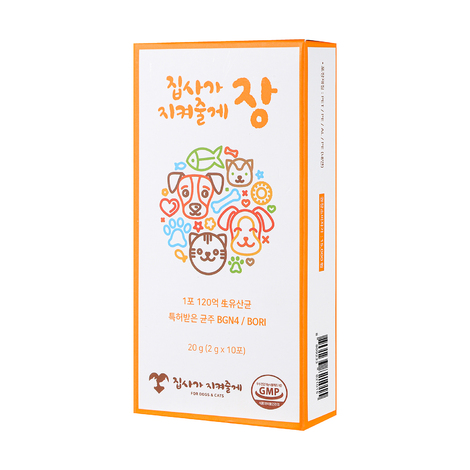 집사가
지켜줄게 장
1포 120억 生유산균
특허받은 균주 BGN4 / BORI
20 g (2 g x 10포)
집사가 지켜줄게
FOR DOGS & CATS
GMP